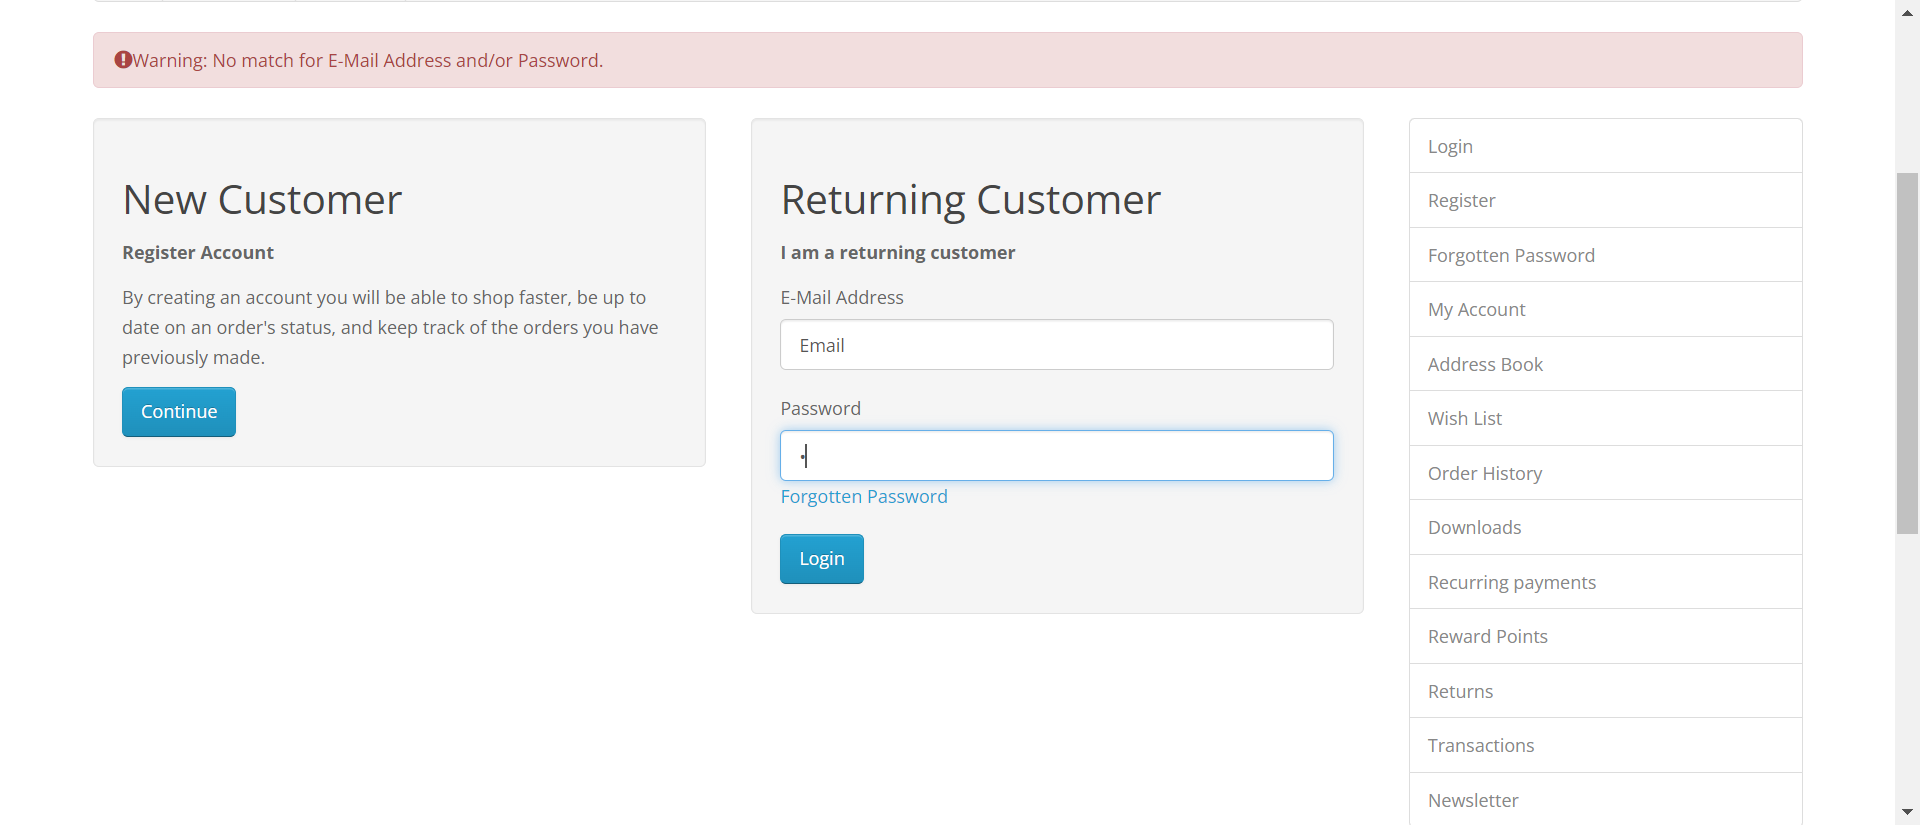 Warning: No match for E-Mail Address and/or Password.
New Customer
Register Account
By creating an account you will be able to shop faster, be up to
date on an order's status, and keep track of the orders you have
previously made.
Continue
Returning Customer
I am a returning customer
E-Mail Address
Email
Password
Forgotten Password
Login
Login
Register
Forgotten Password
My Account
Address Book
Wish List
Order History
Downloads
Recurring payments
Reward Points
Returns
Transactions
Newsletter